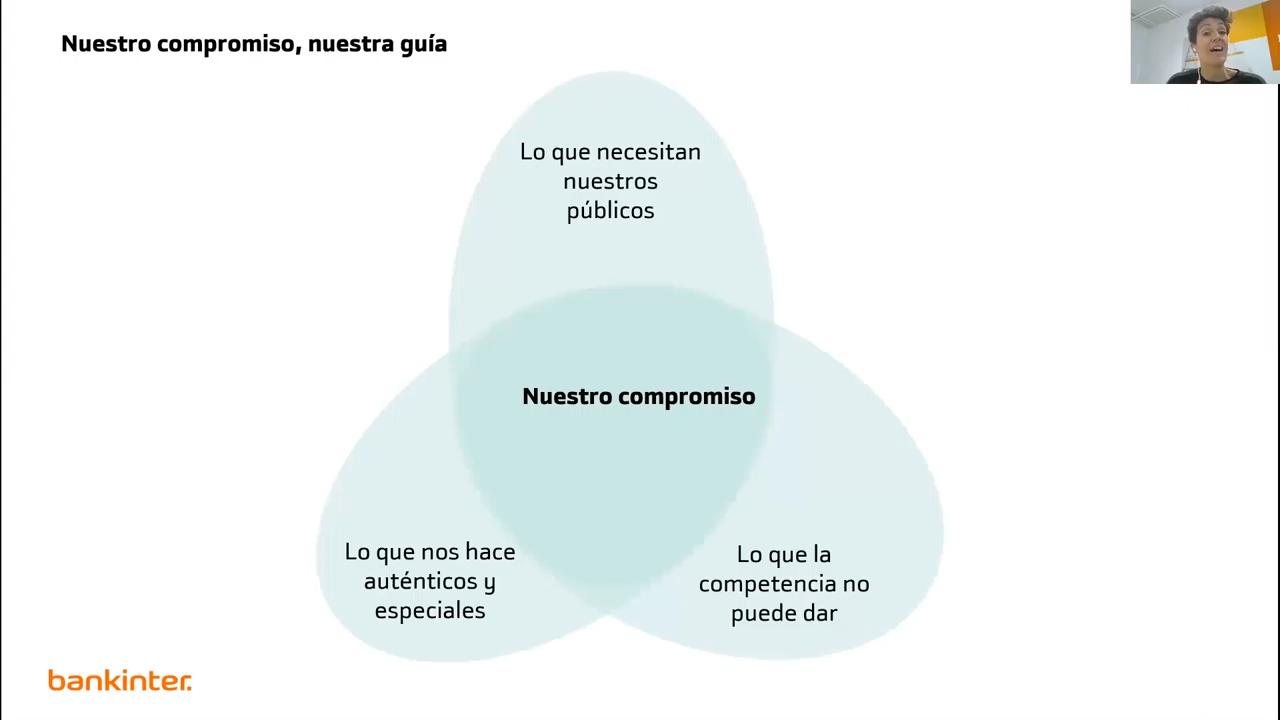 Nuestro compromiso, nuestra guía
Lo que necesitan
nuestros
públicos
Nuestro compromiso
Lo que nos hace
auténticos y
especiales
Lo que la
competencia no
puede dar
bankinter.